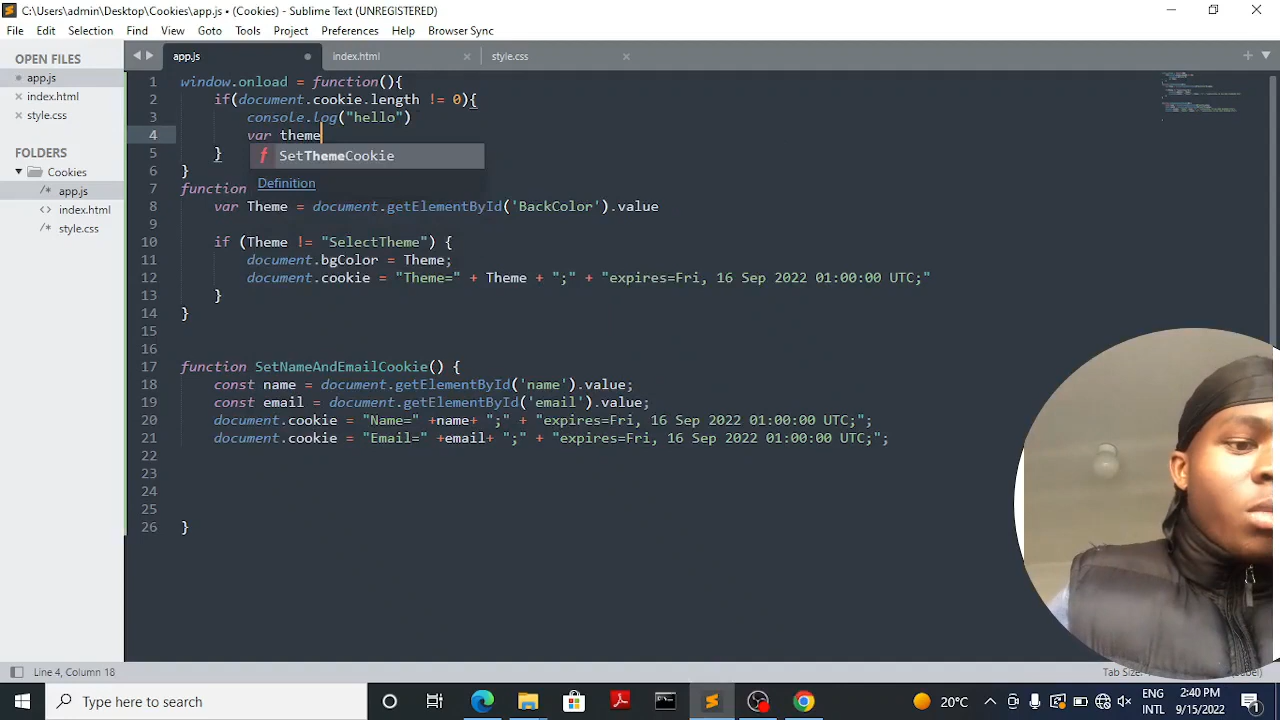 C:\Users\admin\Desktop\Cookies\app.js • (Cookies) - Sublime Text (UNREGISTERED)
File Edit Selection Find View Goto Tools Project Preferences Help Browser Sync
OPEN FILES
app.js
index.html
style.css
FOLDERS
Cookies
/* app.js
<> index.html
/* style.css
app.js index.html style.css
1 window.onload = function(){
2 if(document.cookie.length != 0){
3 console.log("hello")
4 var theme
SetThemeCookie
Definition
5 }
6 }
7 function
8 var Theme = document.getElementById('BackColor').value
9
10 if (Theme != "SelectTheme") {
11 document.bgColor = Theme;
12 document.cookie = "Theme=" + Theme + ";" + "expires=Fri, 16 Sep 2022 01:00:00 UTC;"
13 }
14 }
15
16
17 function SetNameAndEmailCookie() {
18 const name = document.getElementById('name').value;
19 const email = document.getElementById('email').value;
20 document.cookie = "Name=" +name+ ";" + "expires=Fri, 16 Sep 2022 01:00:00 UTC;";
21 document.cookie = "Email=" +email+ ";" + "expires=Fri, 16 Sep 2022 01:00:00 UTC;";
22
23
24
25
26 }
Line 4, Column 18
Type here to search
20°C
ENG
INTL
2:40 PM
9/15/2022